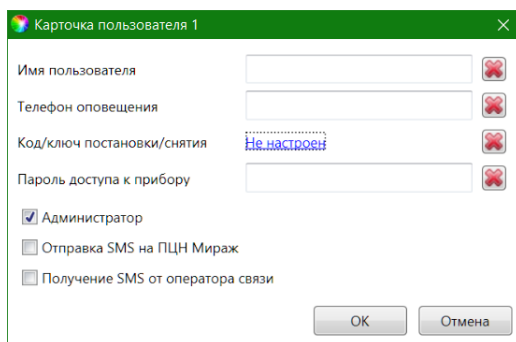 Карточка пользователя 1
Имя пользователя
Телефон оповещения
Код/ключ постановки/снятия Не настроен
Пароль доступа к прибору
Администратор
Отправка SMS на ПЦН Мираж
Получение SMS от оператора связи
ОК Отмена